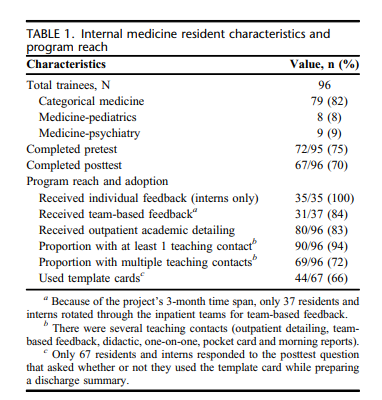 TABLE 1. Internal medicine resident characteristics and
program reach
Characteristics Value, n (%)
Total trainees, N 96
Categorical medicine 79 (82)
Medicine-pediatrics 8 (8)
Medicine-psychiatry 9 (9)
Completed pretest 72/95 (75)
Completed posttest 67/96 (70)
Program reach and adoption
Received individual feedback (interns only) 35/35 (100)
Received team-based feedbackᵃ 31/37 (84)
Received outpatient academic detailing 80/96 (83)
Proportion with at least 1 teaching contactᵇ 90/96 (94)
Proportion with multiple teaching contactsᵇ 69/96 (72)
Used template cardsᶜ 44/67 (66)
ᵃ Because of the project's 3-month time span, only 37 residents and
interns rotated through the inpatient teams for team-based feedback.
ᵇ There were several teaching contacts (outpatient detailing, team-
based feedback, didactic, one-on-one, pocket card and morning reports).
ᶜ Only 67 residents and interns responded to the posttest question
that asked whether or not they used the template card while preparing
a discharge summary.